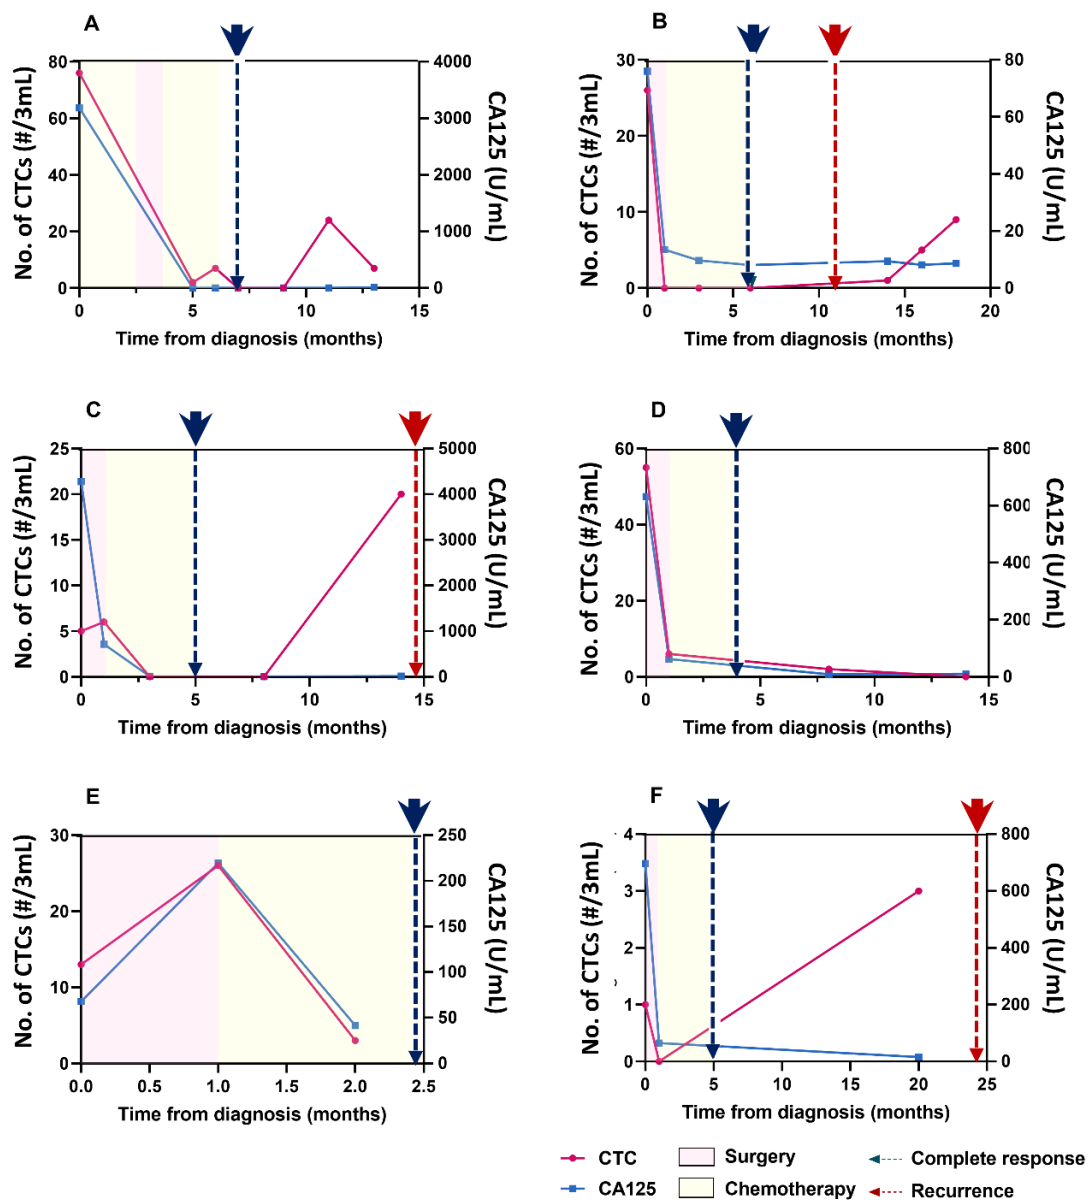 A
No. of CTCs (#/3mL)
80
60
40
20
0
4000
3000
2000
1000
0
CA125 (U/mL)
0 5 10 15
Time from diagnosis (months)
B
No. of CTCs (#/3mL)
30
20
10
0
80
60
40
20
0
CA125 (U/mL)
0 5 10 15 20
Time from diagnosis (months)
C
No. of CTCs (#/3mL)
25
20
15
10
5
0
5000
4000
3000
2000
1000
0
CA125 (U/mL)
0 5 10 15
Time from diagnosis (months)
D
No. of CTCs (#/3mL)
60
40
20
0
800
600
400
200
0
CA125 (U/mL)
0 5 10 15
Time from diagnosis (months)
E
No. of CTCs (#/3mL)
30
20
10
0
250
200
150
100
50
0
CA125 (U/mL)
0.0 0.5 1.0 1.5 2.0 2.5
Time from diagnosis (months)
F
No. of CTCs (#/3mL)
4
3
2
1
0
800
600
400
200
0
CA125 (U/mL)
0 5 10 15 20 25
Time from diagnosis (months)
CTC Surgery Complete response
CA125 Chemotherapy Recurrence